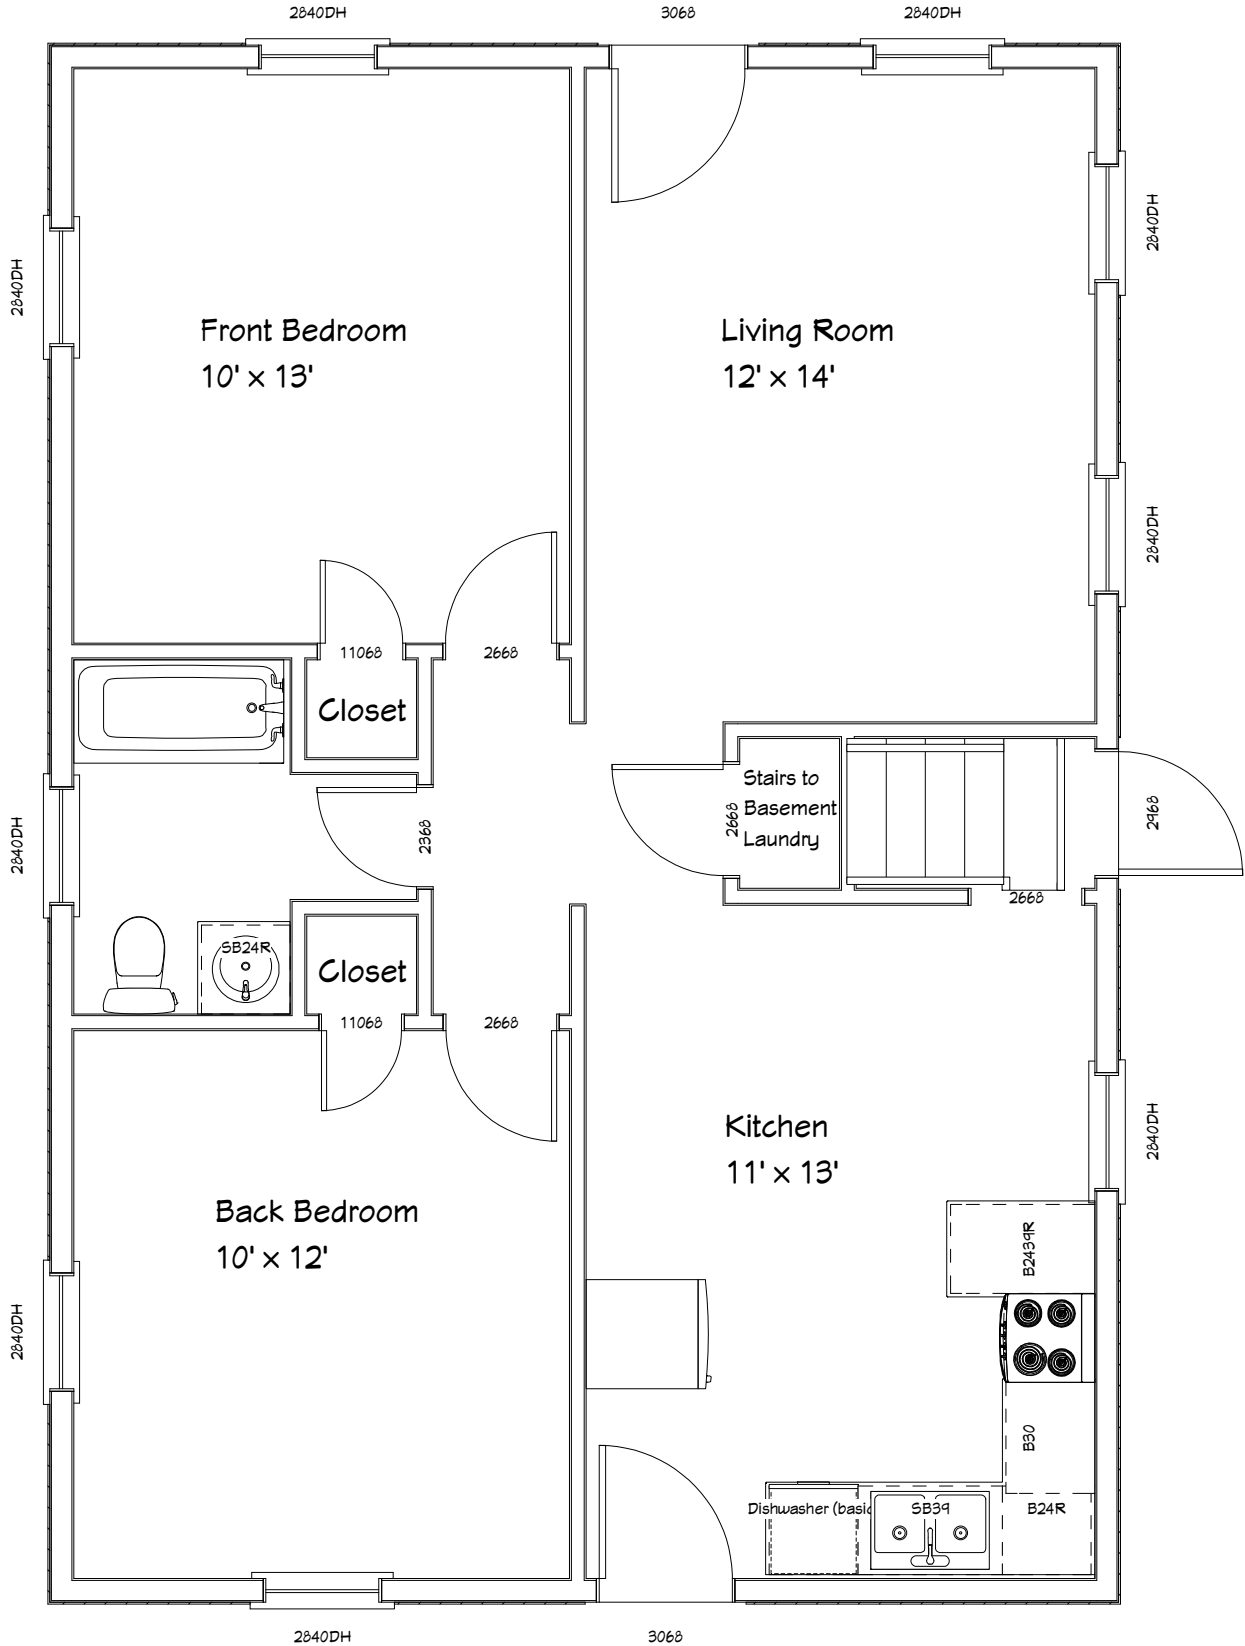 2840DH
3068
2840DH
2840DH
2840DH
Front Bedroom
10' x 13'
Living Room
12' x 14'
2840DH
11068
2668
Closet
Stairs to
Basement
Laundry
2668
2968
2840DH
2368
2668
SB24R
Closet
11068
2668
Kitchen
11' x 13'
2840DH
Back Bedroom
10' x 12'
B2439R
2840DH
B30
Dishwasher (basic
SB39
B24R
2840DH
3068